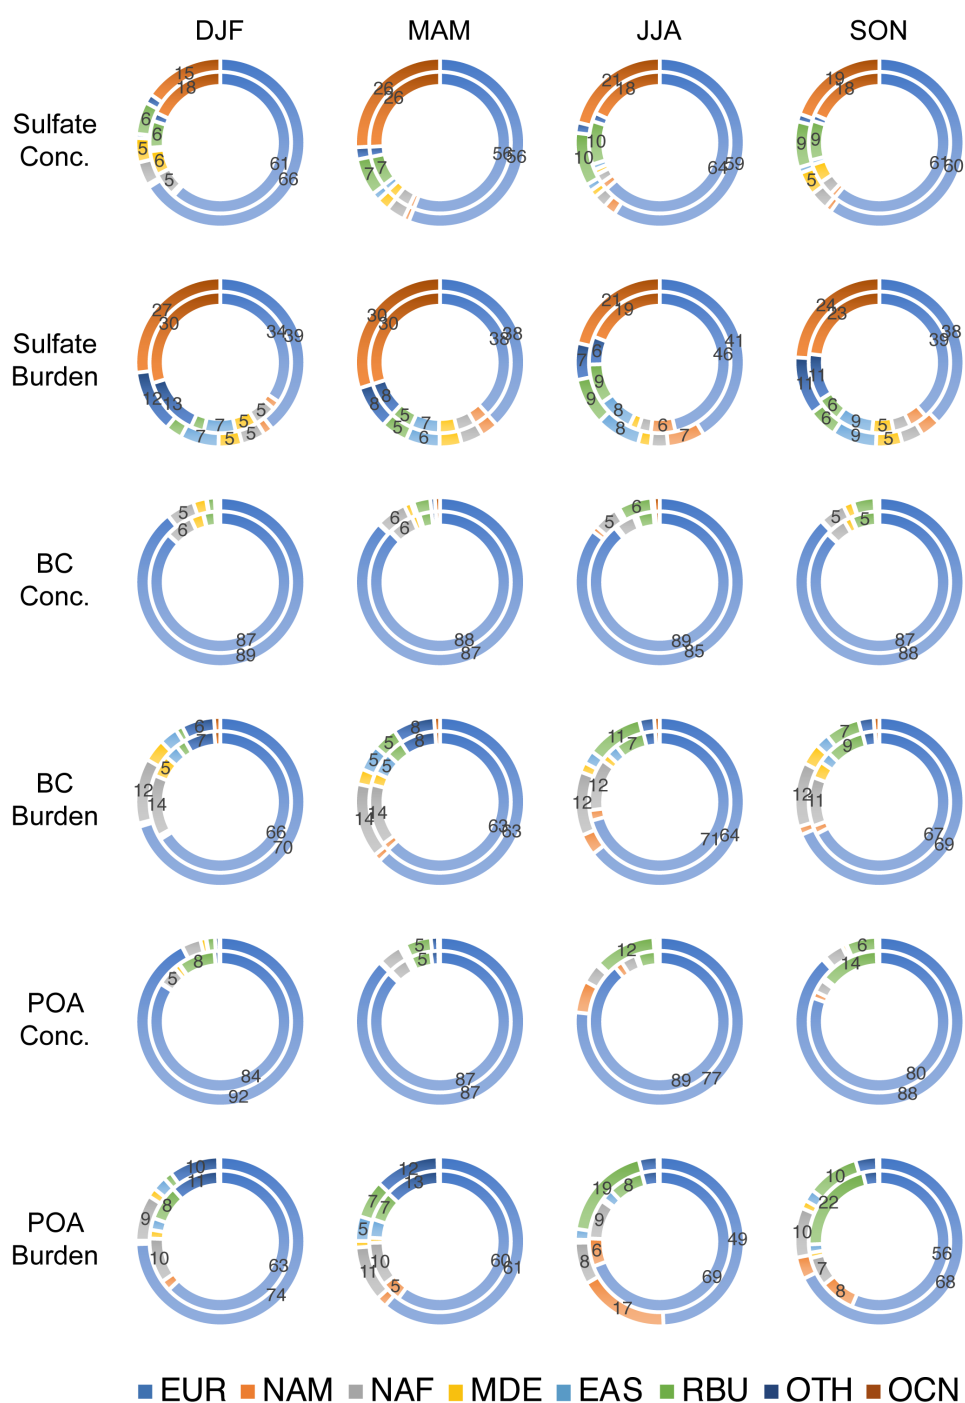 DJF MAM JJA SON
Sulfate
Conc.
15 18 6 6 5 6 5 61 66
26 26 7 7 56 56
21 18 10 10 64 59
19 18 9 9 5 61 60
Sulfate
Burden
27 30 12 13 7 7 5 5 5 5 34 39
30 30 8 8 5 5 7 6 38 38
21 19 7 6 9 9 8 8 6 7 46 41
24 23 11 11 6 6 9 9 5 5 39 38
BC
Conc.
5 6 87 89
6 6 88 87
6 5 89 85
5 5 87 88
BC
Burden
6 7 5 12 14 66 70
8 8 5 5 5 14 14 63 63
11 7 12 12 71 64
7 9 12 11 67 69
POA
Conc.
8 5 84 92
5 5 87 87
12 89 77
6 14 80 88
POA
Burden
10 11 8 9 10 63 74
12 13 7 7 5 10 11 5 60 61
19 8 9 6 8 17 69 49
10 22 10 7 8 56 68
EUR NAM NAF MDE EAS RBU OTH OCN